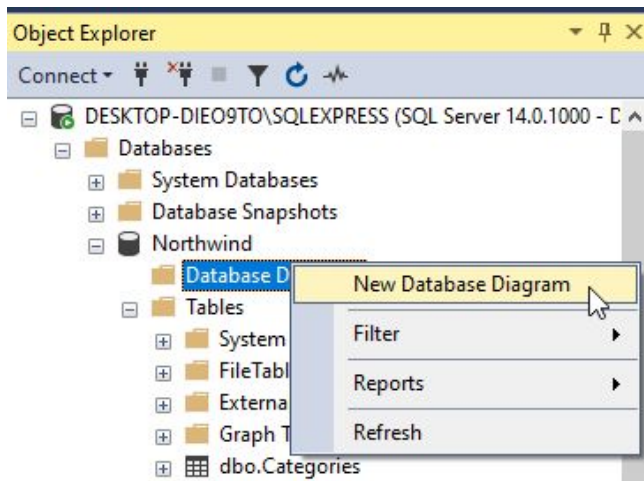 Object Explorer
Connect
DESKTOP-DIEO9TO\SQLEXPRESS (SQL Server 14.0.1000 - D
Databases
System Databases
Database Snapshots
Northwind
Database D
New Database Diagram
Tables
System
Filter
FileTabl
Externa
Reports
Graph T
Refresh
dbo.Categories